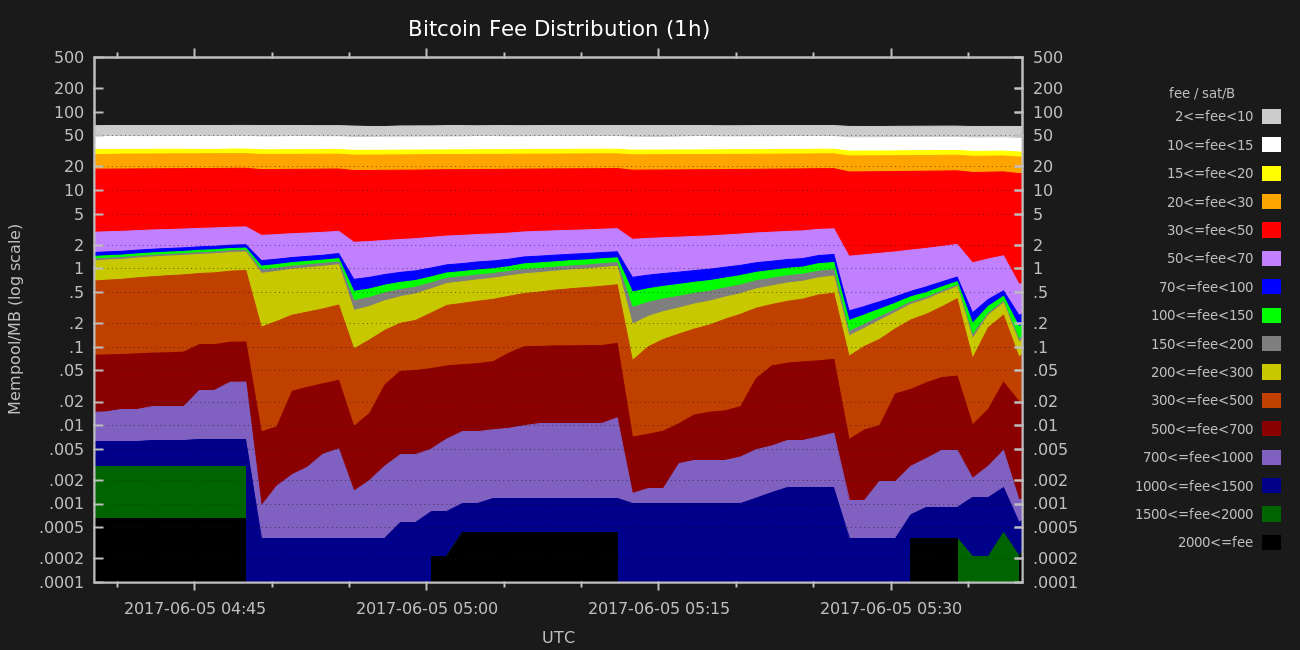 Bitcoin Fee Distribution (1h)
500 500
200 200
100 100
50 50
20 20
10 10
5 5
2 2
1 1
.5 .5
.2 .2
.1 .1
.05 .05
.02 .02
.01 .01
.005 .005
.002 .002
.001 .001
.0005 .0005
.0002 .0002
.0001 .0001
Mempool/MB (log scale)
2017-06-05 04:45 2017-06-05 05:00 2017-06-05 05:15 2017-06-05 05:30
UTC
fee / sat/B
2<=fee<10
10<=fee<15
15<=fee<20
20<=fee<30
30<=fee<50
50<=fee<70
70<=fee<100
100<=fee<150
150<=fee<200
200<=fee<300
300<=fee<500
500<=fee<700
700<=fee<1000
1000<=fee<1500
1500<=fee<2000
2000<=fee